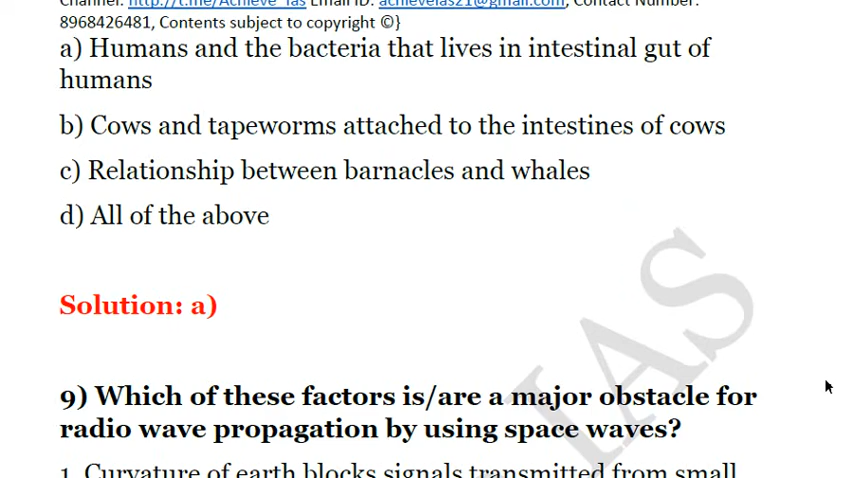 Channel: http://t.me/Achieve_Ias Email ID: achieveias21@gmail.com, Contact Number:
8968426481, Contents subject to copyright ©}
a) Humans and the bacteria that lives in intestinal gut of
humans
b) Cows and tapeworms attached to the intestines of cows
c) Relationship between barnacles and whales
d) All of the above
Solution: a)
IAS
9) Which of these factors is/are a major obstacle for
radio wave propagation by using space waves?
1. Curvature of earth blocks signals transmitted from small